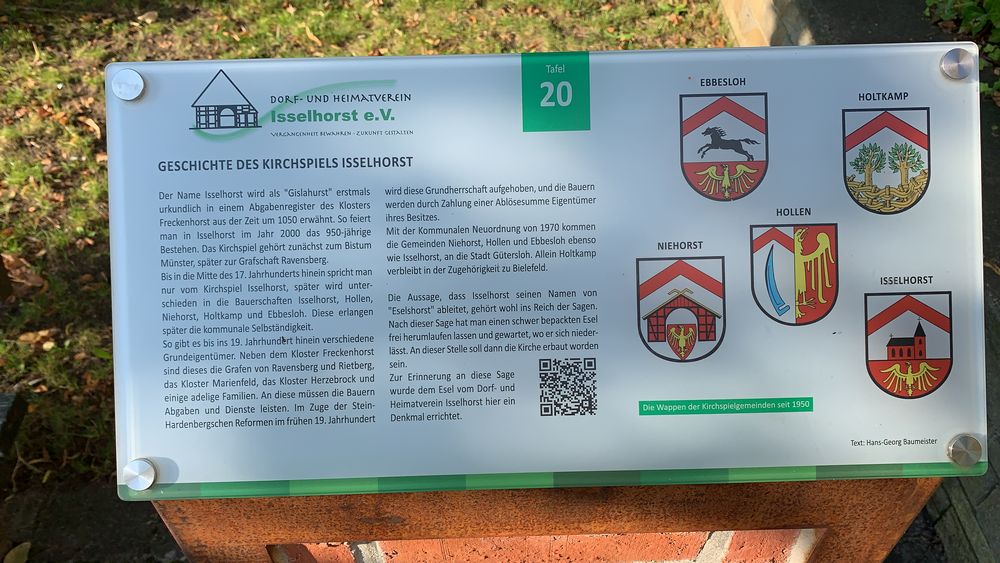 DORF- UND HEIMATVEREIN
Isselhorst e.V.
VERGANGENHEIT BEWAHREN - ZUKUNFT GESTALTEN
Tafel
20
GESCHICHTE DES KIRCHSPIELS ISSELHORST
Der Name Isselhorst wird als "Gislahurst" erstmals
urkundlich in einem Abgabenregister des Klosters
Freckenhorst aus der Zeit um 1050 erwähnt. So feiert
man in Isselhorst im Jahr 2000 das 950-jährige
Bestehen. Das Kirchspiel gehört zunächst zum Bistum
Münster, später zur Grafschaft Ravensberg.
Bis in die Mitte des 17. Jahrhunderts hinein spricht man
nur vom Kirchspiel Isselhorst, später wird unter-
schieden in die Bauerschaften Isselhorst, Hollen,
Niehorst, Holtkamp und Ebbesloh. Diese erlangen
später die kommunale Selbständigkeit.
So gibt es bis ins 19. Jahrhundert hinein verschiedene
Grundeigentümer. Neben dem Kloster Freckenhorst
sind dieses die Grafen von Ravensberg und Rietberg,
das Kloster Marienfeld, das Kloster Herzebrock und
einige adelige Familien. An diese müssen die Bauern
Abgaben und Dienste leisten. Im Zuge der Stein-
Hardenbergschen Reformen im frühen 19. Jahrhundert
wird diese Grundherrschaft aufgehoben, und die Bauern
werden durch Zahlung einer Ablösesumme Eigentümer
ihres Besitzes.
Mit der Kommunalen Neuordnung von 1970 kommen
die Gemeinden Niehorst, Hollen und Ebbesloh ebenso
wie Isselhorst, an die Stadt Gütersloh. Allein Holtkamp
verbleibt in der Zugehörigkeit zu Bielefeld.
Die Aussage, dass Isselhorst seinen Namen von
"Eselshorst" ableitet, gehört wohl ins Reich der Sagen.
Nach dieser Sage hat man einen schwer bepackten Esel
frei herumlaufen lassen und gewartet, wo er sich nieder-
lässt. An dieser Stelle soll dann die Kirche erbaut worden
sein.
Zur Erinnerung an diese Sage
wurde dem Esel vom Dorf- und
Heimatverein Isselhorst hier ein
Denkmal errichtet.
EBBESLOH
HOLTKAMP
HOLLEN
NIEHORST
ISSELHORST
Die Wappen der Kirchspielgemeinden seit 1950
Text: Hans-Georg Baumeister